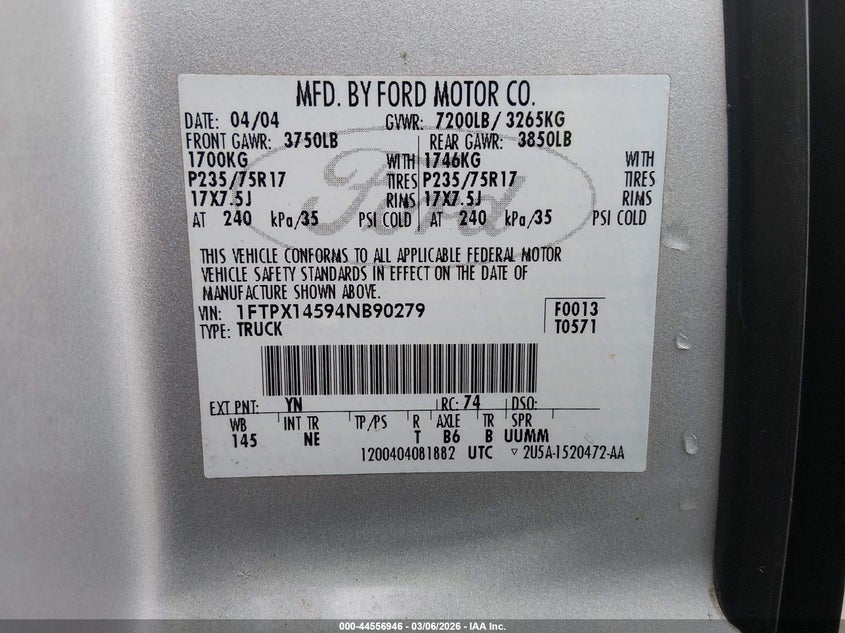 MFD. BY FORD MOTOR CO.
DATE: 04/04 GVWR: 7200LB/ 3265KG
FRONT GAWR: 3750LB REAR GAWR: 3850LB
1700KG WITH 1746KG WITH
P235/75R17 TIRES P235/75R17 TIRES
17X7.5J RIMS 17X7.5J RIMS
AT 240 kPa/35 PSI COLD AT 240 kPa/35 PSI COLD
Ford
THIS VEHICLE CONFORMS TO ALL APPLICABLE FEDERAL MOTOR
VEHICLE SAFETY STANDARDS IN EFFECT ON THE DATE OF
MANUFACTURE SHOWN ABOVE.
VIN: 1FTPX14594NB90279 F0013
TYPE: TRUCK T0571
EXT PNT: YN RC: 74 DSO:
WB INT TR TP/PS R AXLE TR SPR
145 NE T B6 B UUMM
1200404081882 UTC ▽ 2U5A-1520472-AA
000-44556946 | 03/06/2026 - IAA Inc.